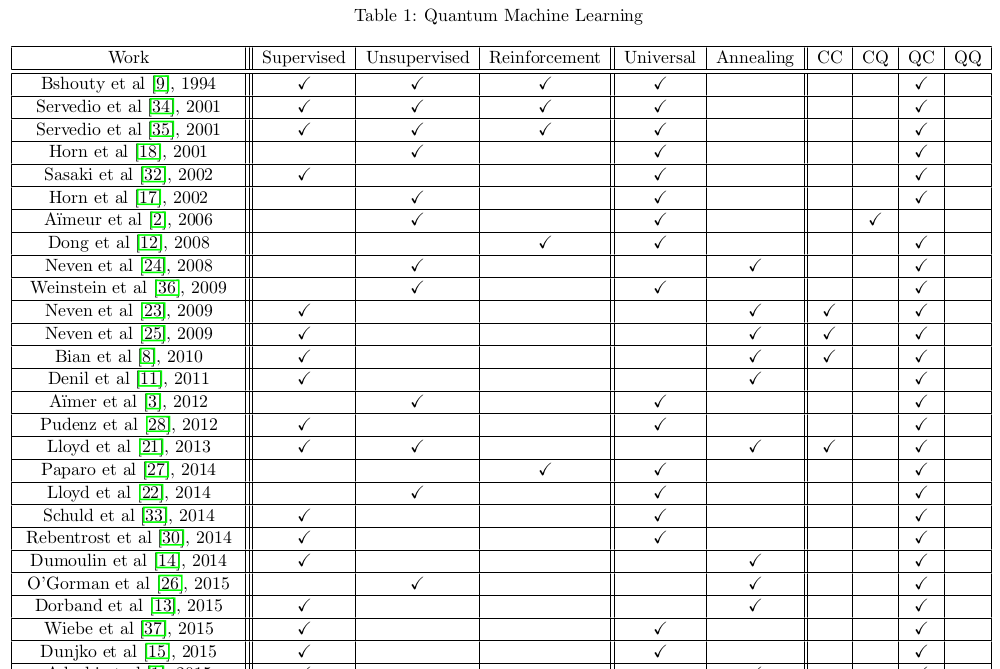 Table 1: Quantum Machine Learning
Work Supervised Unsupervised Reinforcement Universal Annealing CC CQ QC QQ
Bshouty et al [9], 1994 ✓ ✓ ✓ ✓ ✓
Servedio et al [34], 2001 ✓ ✓ ✓ ✓ ✓
Servedio et al [35], 2001 ✓ ✓ ✓ ✓ ✓
Horn et al [18], 2001 ✓ ✓ ✓
Sasaki et al [32], 2002 ✓ ✓ ✓
Horn et al [17], 2002 ✓ ✓ ✓
Aïmeur et al [2], 2006 ✓ ✓ ✓
Dong et al [12], 2008 ✓ ✓ ✓
Neven et al [24], 2008 ✓ ✓ ✓
Weinstein et al [36], 2009 ✓ ✓ ✓
Neven et al [23], 2009 ✓ ✓ ✓ ✓
Neven et al [25], 2009 ✓ ✓ ✓ ✓
Bian et al [8], 2010 ✓ ✓ ✓ ✓
Denil et al [11], 2011 ✓ ✓ ✓
Aïmer et al [3], 2012 ✓ ✓ ✓
Pudenz et al [28], 2012 ✓ ✓ ✓
Lloyd et al [21], 2013 ✓ ✓ ✓ ✓ ✓
Paparo et al [27], 2014 ✓ ✓ ✓
Lloyd et al [22], 2014 ✓ ✓ ✓
Schuld et al [33], 2014 ✓ ✓ ✓
Rebentrost et al [30], 2014 ✓ ✓ ✓
Dumoulin et al [14], 2014 ✓ ✓ ✓
O'Gorman et al [26], 2015 ✓ ✓ ✓
Dorband et al [13], 2015 ✓ ✓ ✓
Wiebe et al [37], 2015 ✓ ✓ ✓
Dunjko et al [15], 2015 ✓ ✓ ✓